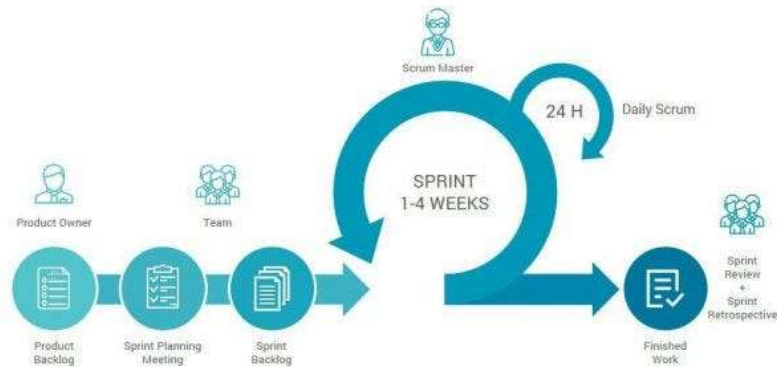 Scrum Master
24 H
Daily Scrum
SPRINT
1-4 WEEKS
Product Owner
Team
Sprint
Review
+
Sprint
Retrospective
Product
Backlog
Sprint Planning
Meeting
Sprint
Backlog
Finished
Work